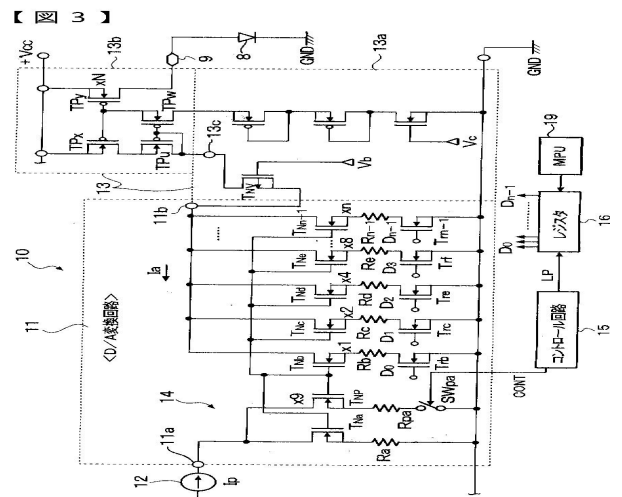 【図３】
+Vcc
13b
xN
TPy
TPw
TPx
TPu
13c
9
8
GND
13a
13
11b
TNy
Vb
Vc
GND
10
11
<D/A変換回路>
Ia
TNn-1
xn
Rn-1
Dn-1
Trn-1
TNe
x8
Re
D3
Trf
TNd
x4
Rd
D2
Tre
TNc
x2
Rc
D1
Trc
TNb
x1
Rb
D0
Trb
14
x9
TNP
Rpa
SWpa
TNa
Ra
11a
12
Ip
CONT
コントロール回路
15
LP
レジスタ
16
D0
Dn-1
MPU
19